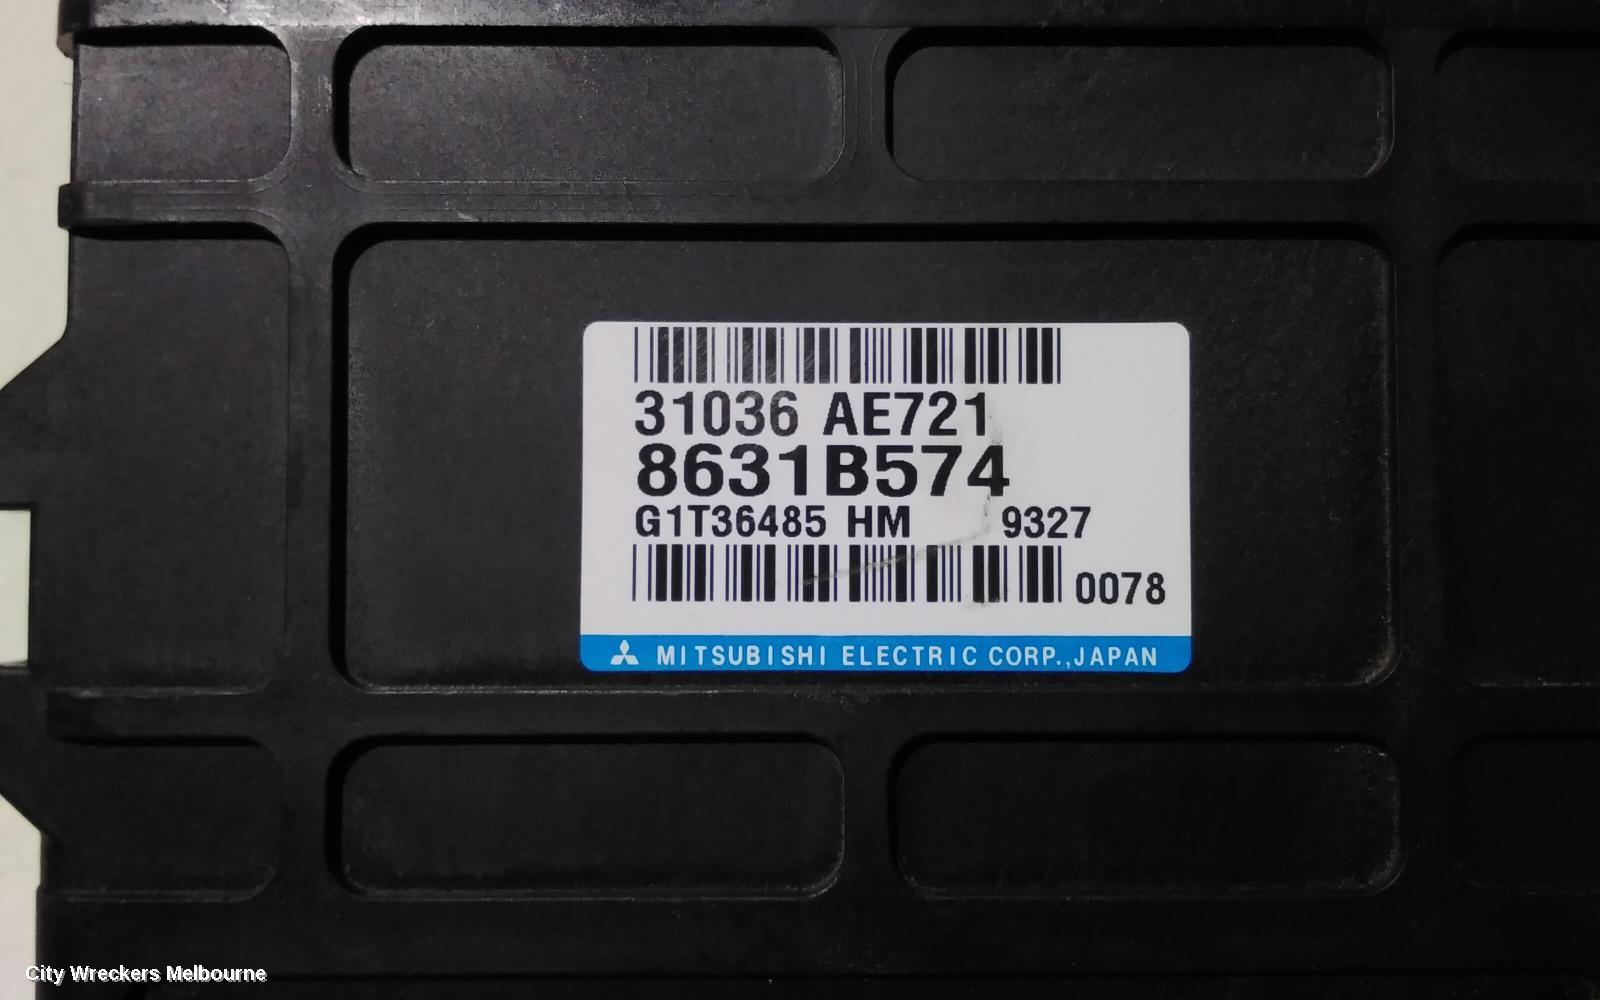 31036 AE721
8631B574
G1T36485 HM 9327
0078
MITSUBISHI ELECTRIC CORP.,JAPAN
City Wreckers Melbourne